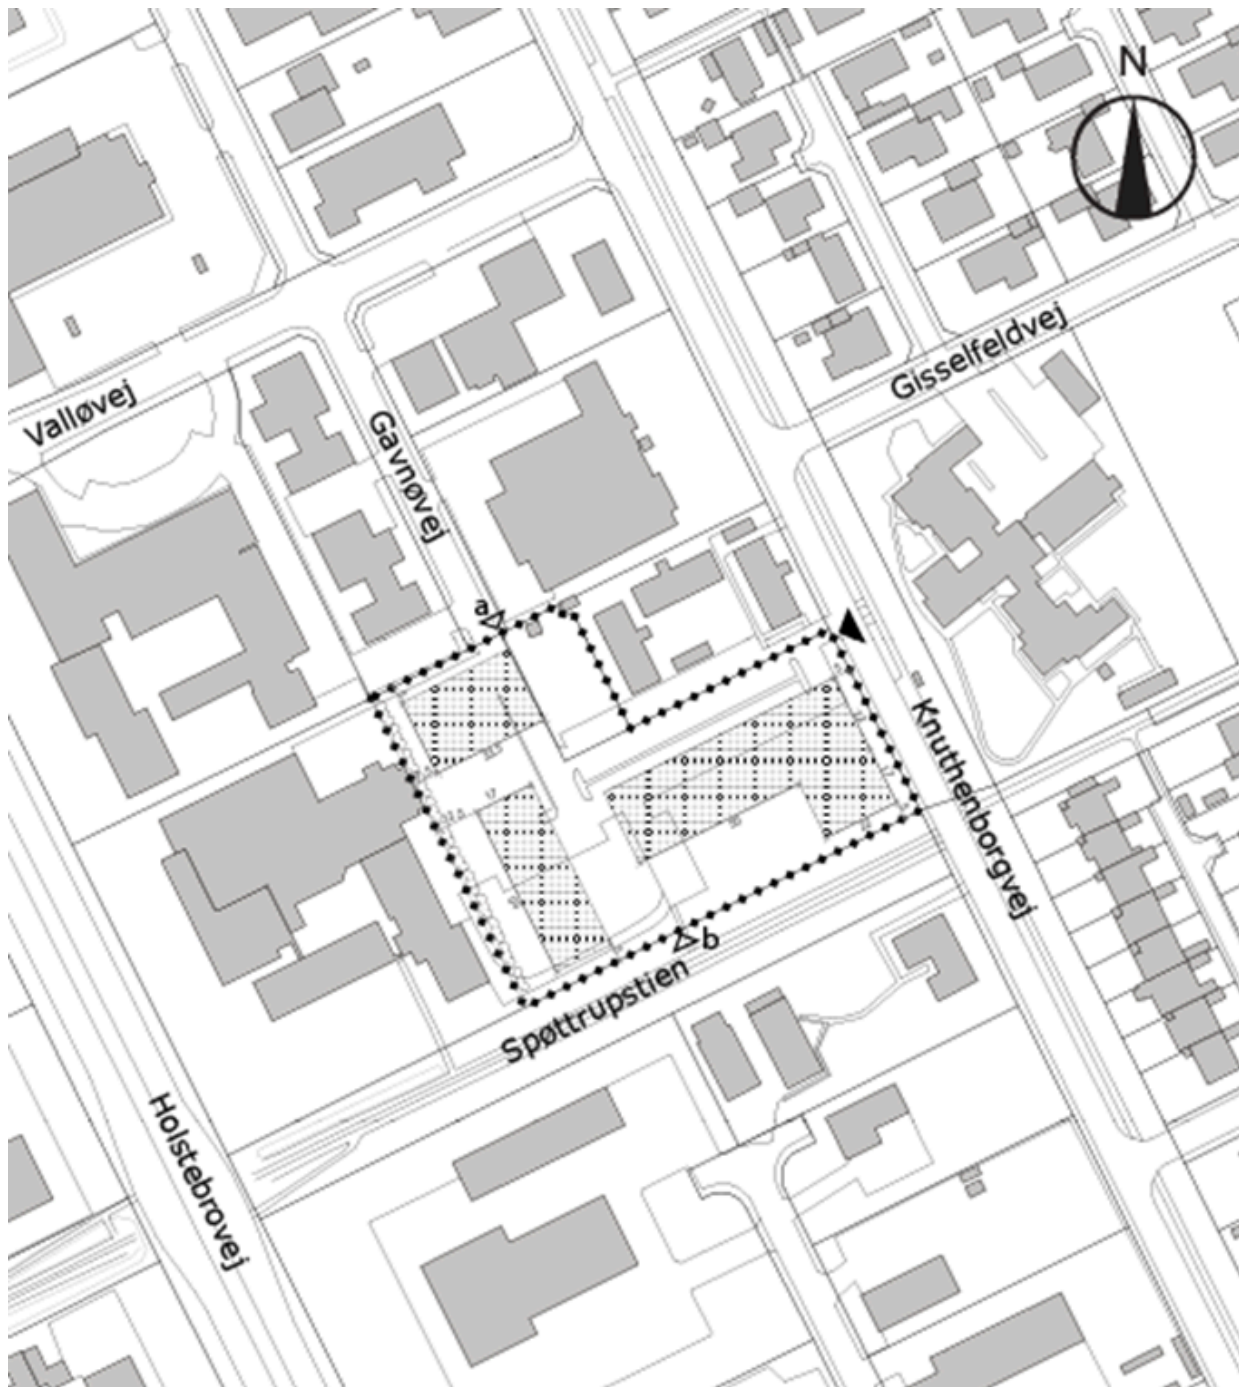 N
Gisselfeldvej
Valløvej
Gavnøvej
a
Knuthenborgvej
b
Spøttrupstien
Holstebrovej